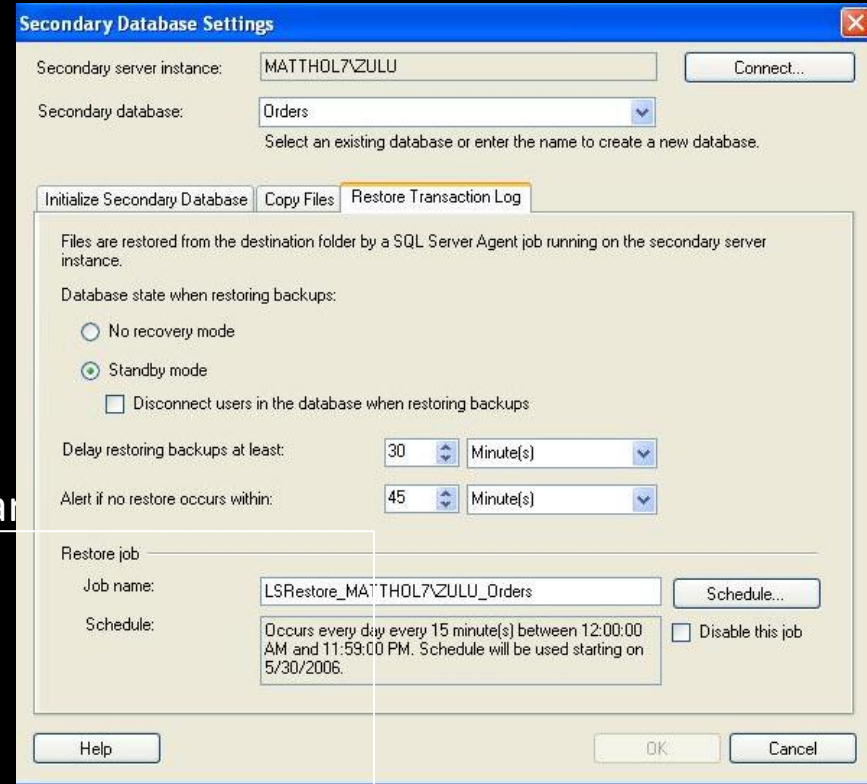 Secondary Database Settings
Secondary server instance:
MATTHOL7\ZULU
Connect...
Secondary database:
Orders
Select an existing database or enter the name to create a new database.
Initialize Secondary Database
Copy Files
Restore Transaction Log
Files are restored from the destination folder by a SQL Server Agent job running on the secondary server
instance.
Database state when restoring backups:
No recovery mode
Standby mode
Disconnect users in the database when restoring backups
Delay restoring backups at least:
30
Minute(s)
Alert if no restore occurs within:
45
Minute(s)
Restore job
Job name:
LSRestore_MATTHOL7\ZULU_Orders
Schedule...
Schedule:
Occurs every day every 15 minute(s) between 12:00:00
AM and 11:59:00 PM. Schedule will be used starting on
5/30/2006.
Disable this job
Help
OK
Cancel